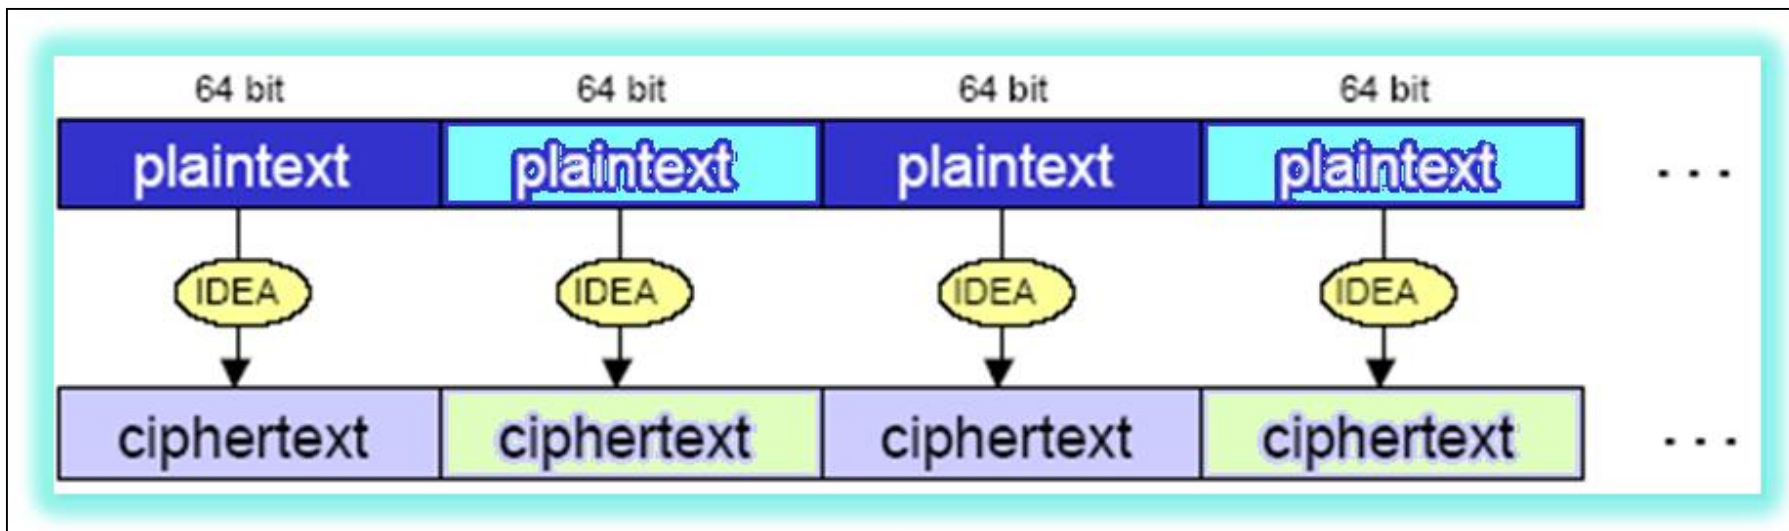 64 bit 64 bit 64 bit 64 bit
plaintext plaintext plaintext plaintext . . .
IDEA IDEA IDEA IDEA
ciphertext ciphertext ciphertext ciphertext . . .